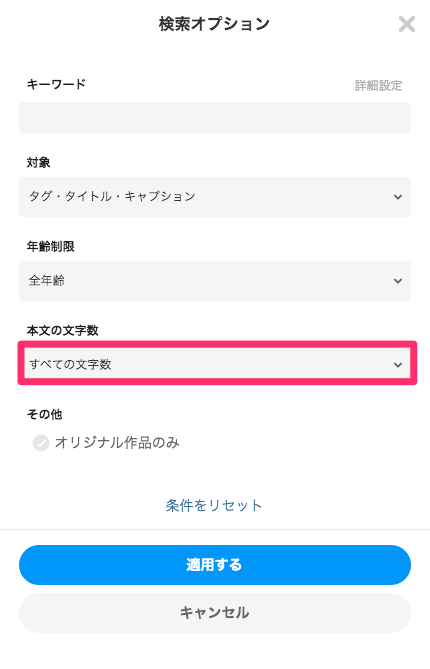 検索オプション
キーワード
詳細設定
対象
タグ・タイトル・キャプション
年齢制限
全年齢
本文の文字数
すべての文字数
その他
オリジナル作品のみ
条件をリセット
適用する
キャンセル